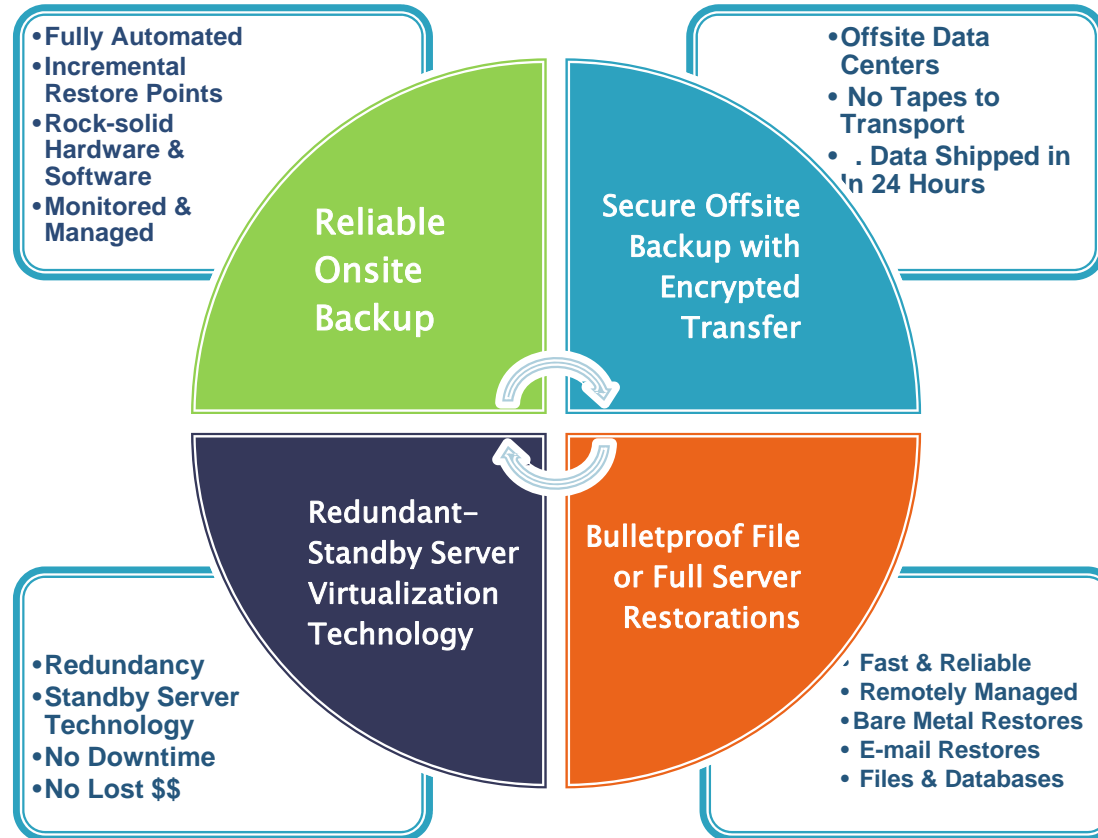 •Fully Automated
•Incremental
Restore Points
•Rock-solid
Hardware &
Software
•Monitored &
Managed
•Offsite Data
Centers
• No Tapes to
Transport
• . Data Shipped in
In 24 Hours
Reliable
Onsite
Backup
Secure Offsite
Backup with
Encrypted
Transfer
Redundant-
Standby Server
Virtualization
Technology
Bulletproof File
or Full Server
Restorations
•Redundancy
•Standby Server
Technology
•No Downtime
•No Lost $$
• Fast & Reliable
• Remotely Managed
•Bare Metal Restores
• E-mail Restores
• Files & Databases